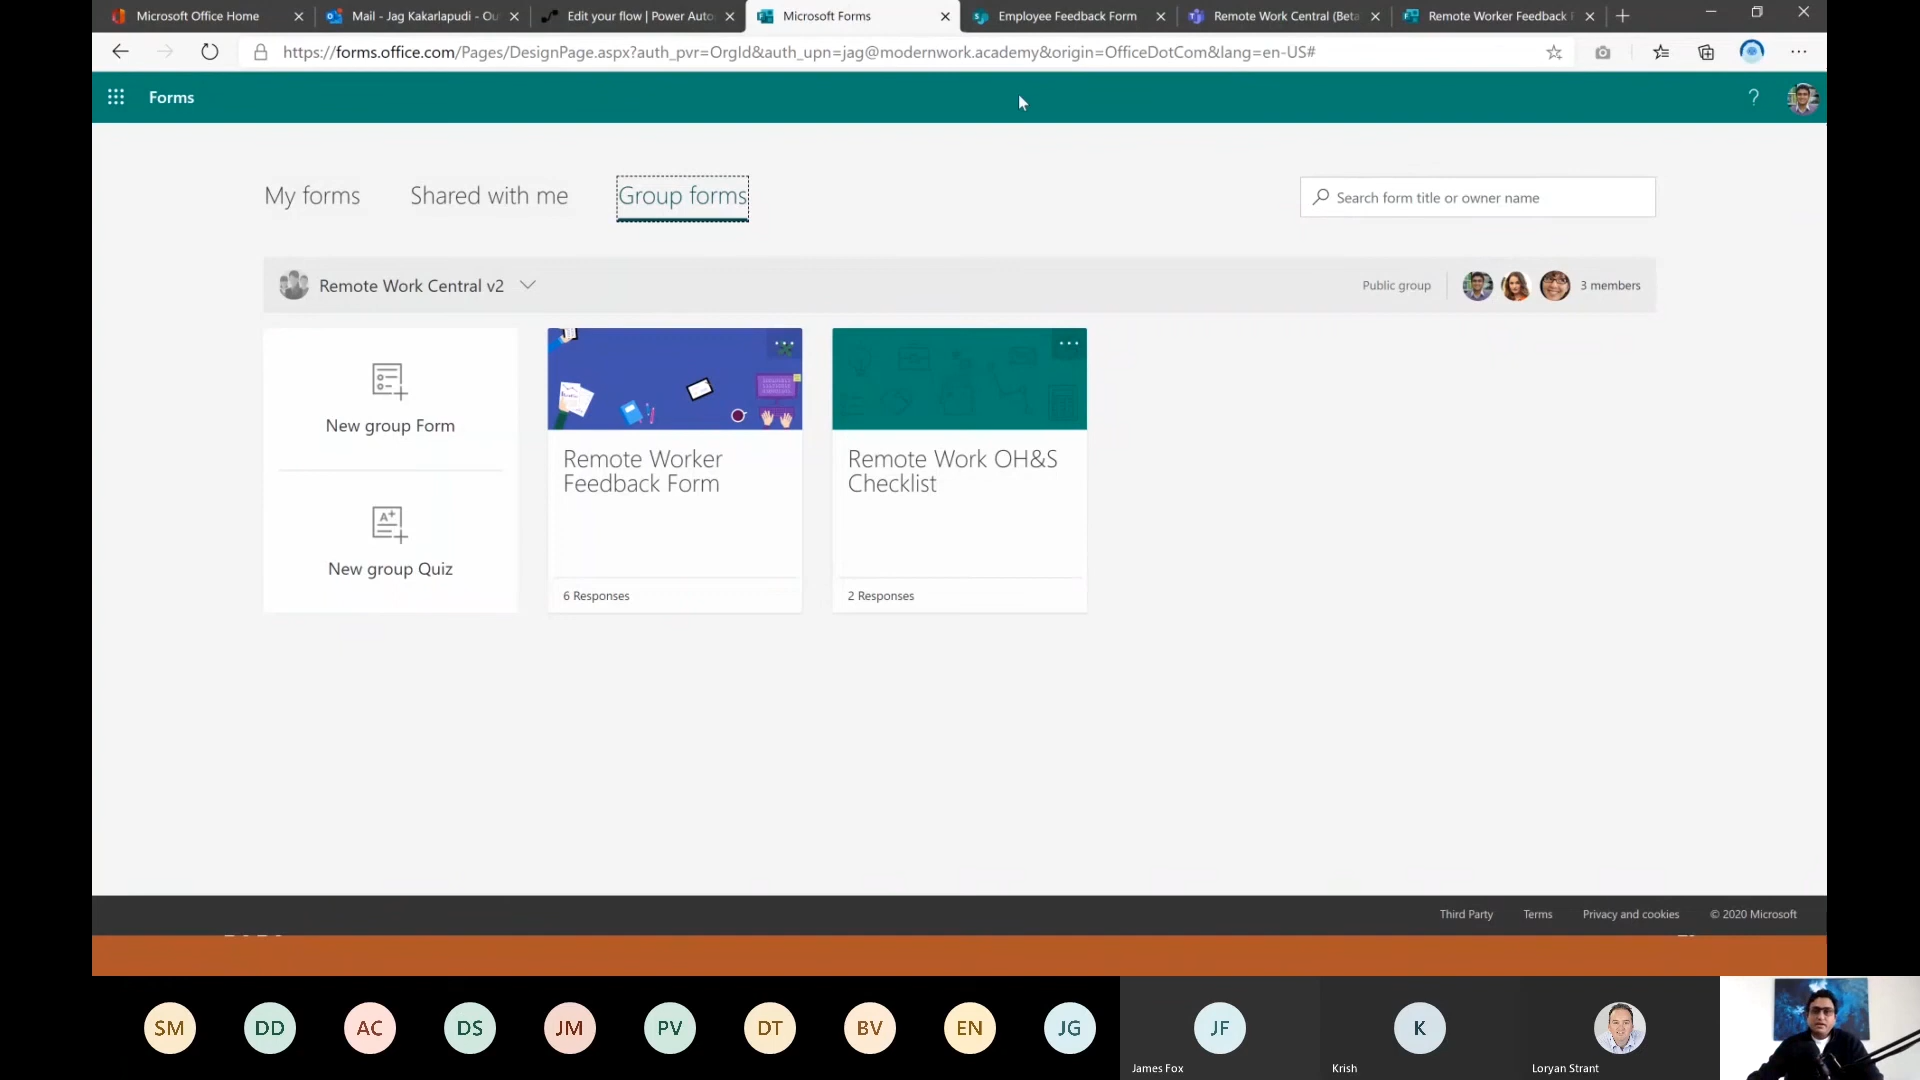 Microsoft Office Home
Mail - Jag Kakarlapudi - Ou
Edit your flow | Power Auto
Microsoft Forms
Employee Feedback Form
Remote Work Central (Beta
Remote Worker Feedback F
https://forms.office.com/Pages/DesignPage.aspx?auth_pvr=OrgId&auth_upn=jag@modernwork.academy&origin=OfficeDotCom&lang=en-US#
Forms
?
My forms
Shared with me
Group forms
Search form title or owner name
Remote Work Central v2
Public group
3 members
New group Form
New group Quiz
Remote Worker
Feedback Form
6 Responses
Remote Work OH&S
Checklist
2 Responses
Third Party
Terms
Privacy and cookies
© 2020 Microsoft
SM
DD
AC
DS
JM
PV
DT
BV
EN
JG
JF
K
James Fox
Krish
Loryan Strant